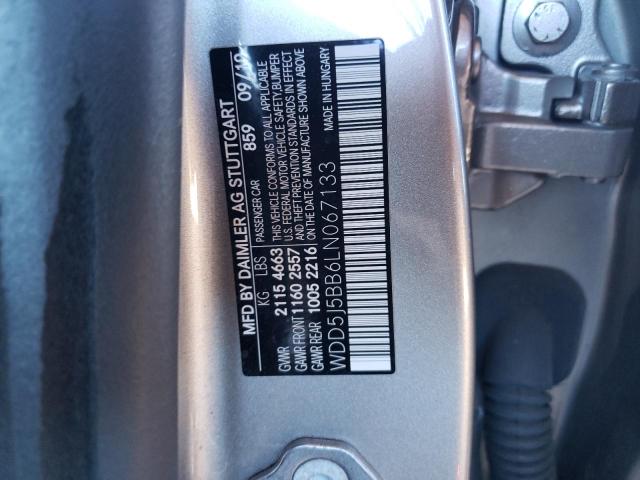 MFD BY DAIMLER AG STUTTGART
859 09/19
KG LBS PASSENGER CAR
GVWR 2115 4663 THIS VEHICLE CONFORMS TO ALL APPLICABLE
GAWR FRONT 1160 2557 U.S. FEDERAL MOTOR VEHICLE SAFETY, BUMPER
GAWR REAR 1005 2216 AND THEFT PREVENTION STANDARDS IN EFFECT
ON THE DATE OF MANUFACTURE SHOWN ABOVE
WDD5J5BB6LN067133 MADE IN HUNGARY